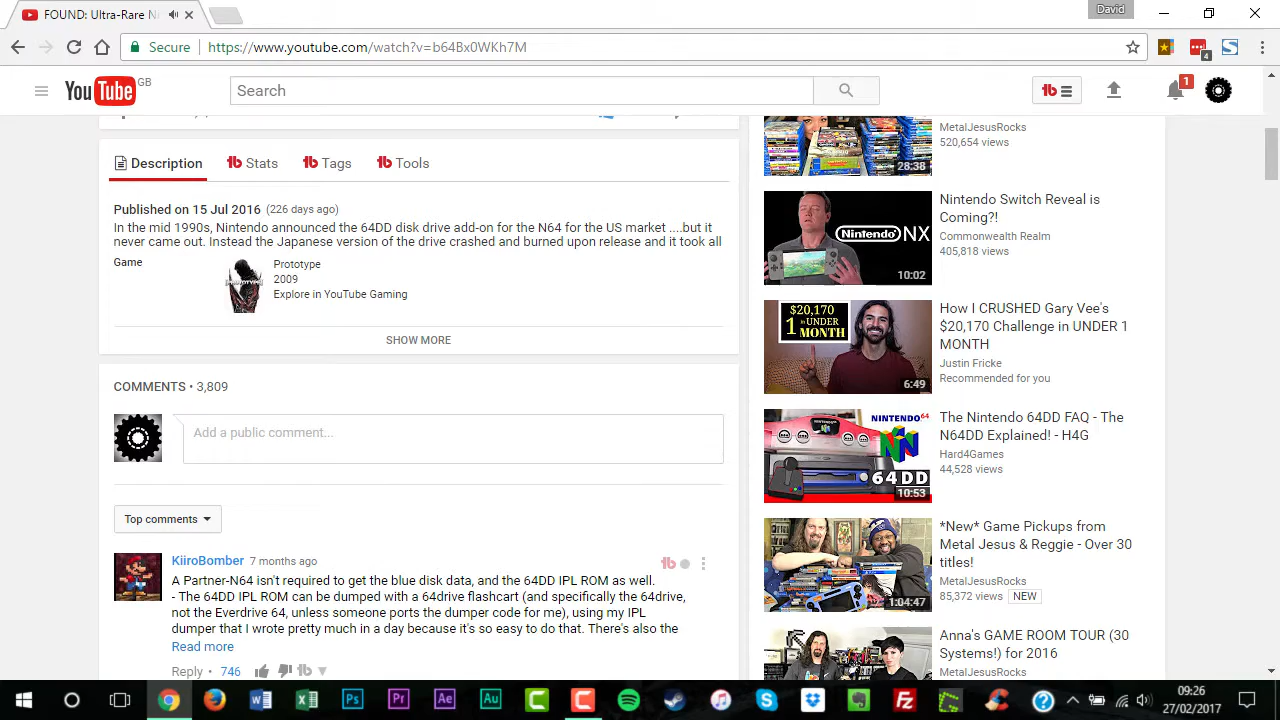 FOUND: Ultra-Rare N
David
Secure
https://www.youtube.com/watch?v=b64Bx0WKh7M
4
YouTube GB
Search
1
MetalJesusRocks
520,654 views
28:38
Description
Stats
Tags
Tools
Published on 15 Jul 2016 (226 days ago)
In the mid 1990s, Nintendo announced the 64DD disk drive add-on for the N64 for the US market ....but it
never came out. Instead the Japanese version of the drive crashed and burned upon release and it took all
Game
Prototype
2009
Explore in YouTube Gaming
SHOW MORE
Nintendo NX
10:02
Nintendo Switch Reveal is
Coming?!
Commonwealth Realm
405,818 views
$20,170
1 in UNDER
MONTH
6:49
How I CRUSHED Gary Vee's
$20,170 Challenge in UNDER 1
MONTH
Justin Fricke
Recommended for you
COMMENTS • 3,809
Add a public comment...
Top comments
NINTENDO 64
64DD
10:53
The Nintendo 64DD FAQ - The
N64DD Explained! - H4G
Hard4Games
44,528 views
1:04:47
*New* Game Pickups from
Metal Jesus & Reggie - Over 30
titles!
MetalJesusRocks
85,372 views NEW
KiiroBomber 7 months ago
A Partner-N64 isn't required to get the blue disk data, and the 64DD IPL ROM as well.
- The 64DD IPL ROM can be dumped with a 64drive flashcart (and specifically the 64drive,
not the Everdrive 64, unless someone ports the dumper code for me), using my IPL
dumper that I wrote pretty much in a day because it's so easy to do that. There's also the
Read more
Reply • 746
Anna's GAME ROOM TOUR (30
Systems!) for 2016
MetalJesusRocks
Ps
Pr
Ae
Au
09:26
27/02/2017